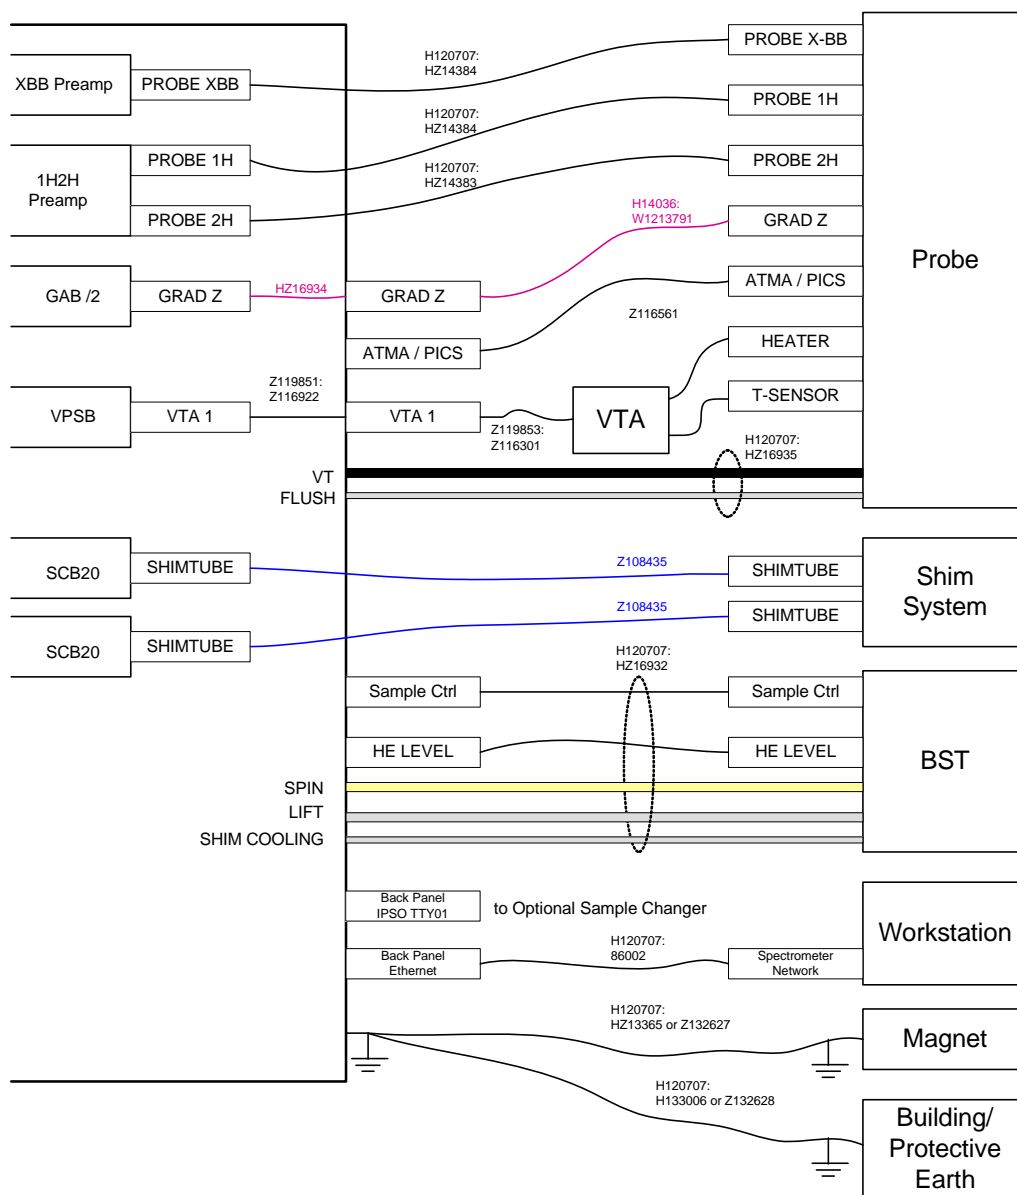 PROBE X-BB
H120707:
HZ14384
XBB Preamp
PROBE XBB
PROBE 1H
H120707:
HZ14384
PROBE 1H
1H2H
Preamp
H120707:
HZ14383
PROBE 2H
PROBE 2H
H14036:
W1213791
GRAD Z
Probe
GAB /2
GRAD Z
HZ16934
GRAD Z
ATMA / PICS
Z116561
ATMA / PICS
HEATER
Z119851:
Z116922
VPSB
VTA 1
VTA 1
Z119853:
Z116301
VTA
T-SENSOR
H120707:
HZ16935
VT
FLUSH
SCB20
SHIMTUBE
Z108435
SHIMTUBE
Shim
System
Z108435
SHIMTUBE
SCB20
SHIMTUBE
H120707:
HZ16932
Sample Ctrl
Sample Ctrl
HE LEVEL
HE LEVEL
BST
SPIN
LIFT
SHIM COOLING
Back Panel
IPSO TTY01
to Optional Sample Changer
Workstation
H120707:
86002
Back Panel
Ethernet
Spectrometer
Network
H120707:
HZ13365 or Z132627
Magnet
H120707:
H133006 or Z132628
Building/
Protective
Earth